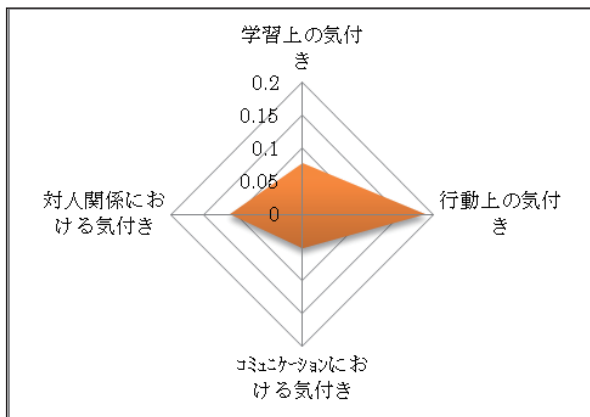 学習上の気付
き
0.2
0.15
0.1
0.05
0
対人関係にお
ける気付き
行動上の気付
き
ｺﾐｭﾆｹｰｼｮﾝにお
ける気付き